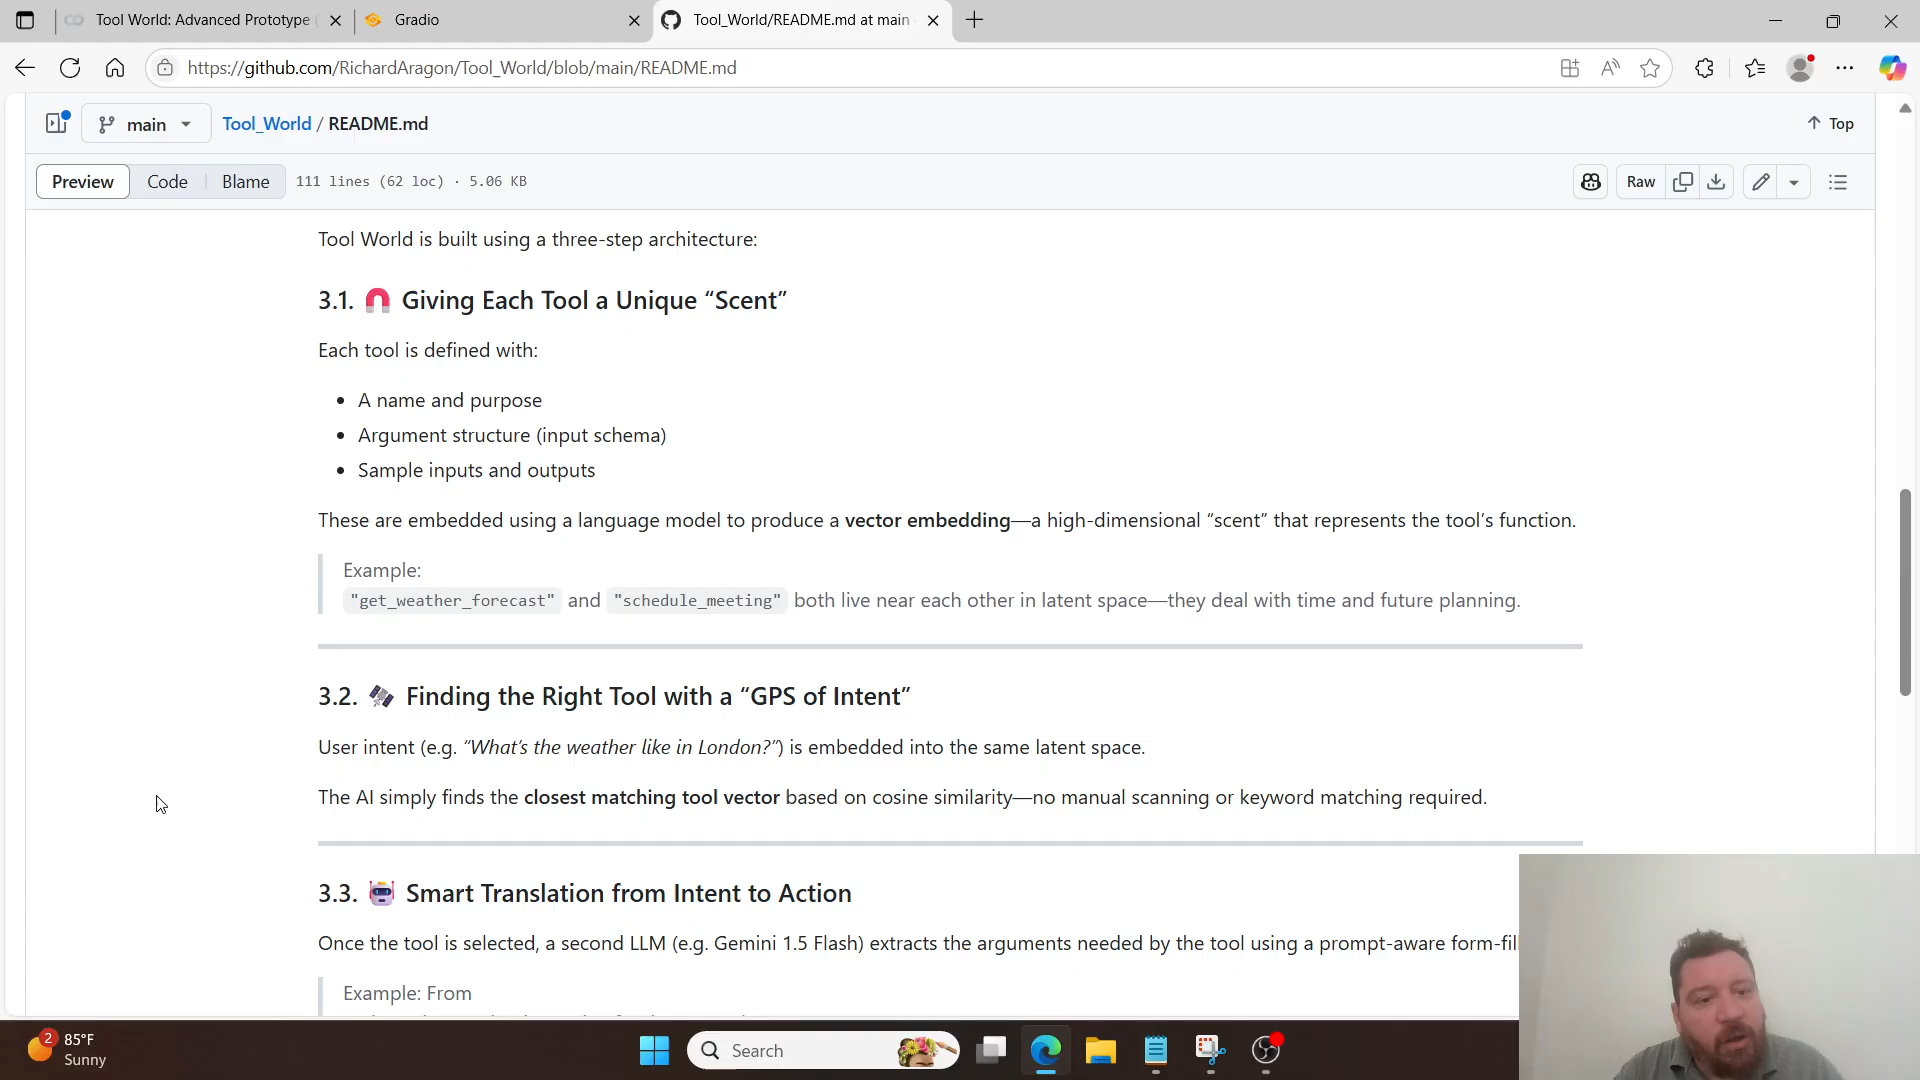 Tool World: Advanced Prototype (
Gradio
Tool_World/README.md at main
https://github.com/RichardAragon/Tool_World/blob/main/README.md
main
Tool_World / README.md
Top
Preview
Code
Blame
111 lines (62 loc) · 5.06 KB
Raw
Tool World is built using a three-step architecture:
3.1. Giving Each Tool a Unique “Scent”
Each tool is defined with:
• A name and purpose
• Argument structure (input schema)
• Sample inputs and outputs
These are embedded using a language model to produce a vector embedding—a high-dimensional “scent” that represents the tool’s function.
Example:
"get_weather_forecast" and "schedule_meeting" both live near each other in latent space—they deal with time and future planning.
3.2. Finding the Right Tool with a “GPS of Intent”
User intent (e.g. “What’s the weather like in London?”) is embedded into the same latent space.
The AI simply finds the closest matching tool vector based on cosine similarity—no manual scanning or keyword matching required.
3.3. Smart Translation from Intent to Action
Once the tool is selected, a second LLM (e.g. Gemini 1.5 Flash) extracts the arguments needed by the tool using a prompt-aware form-fil
Example: From
2
85°F
Sunny
Search